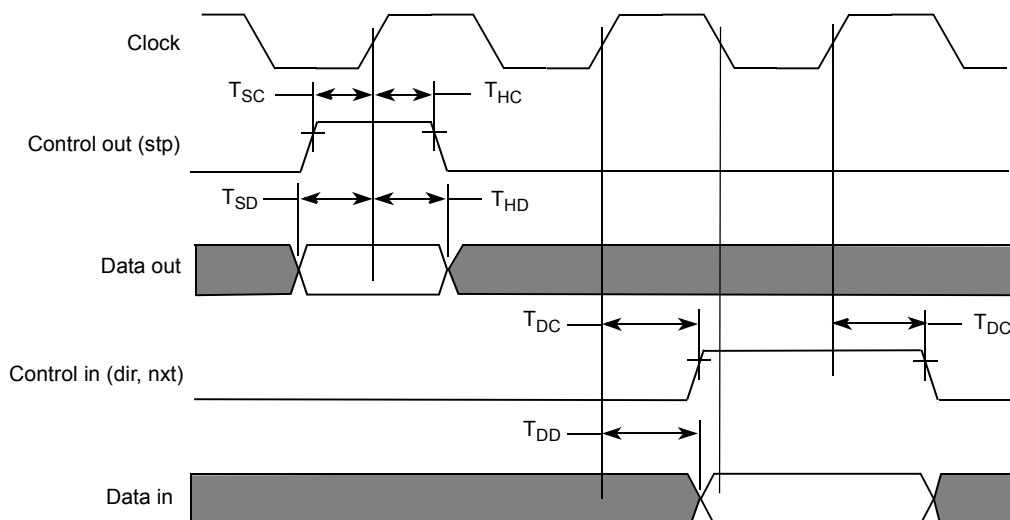 Clock
T_SC
T_HC
Control out (stp)
T_SD
T_HD
Data out
T_DC
T_DC
Control in (dir, nxt)
T_DD
Data in